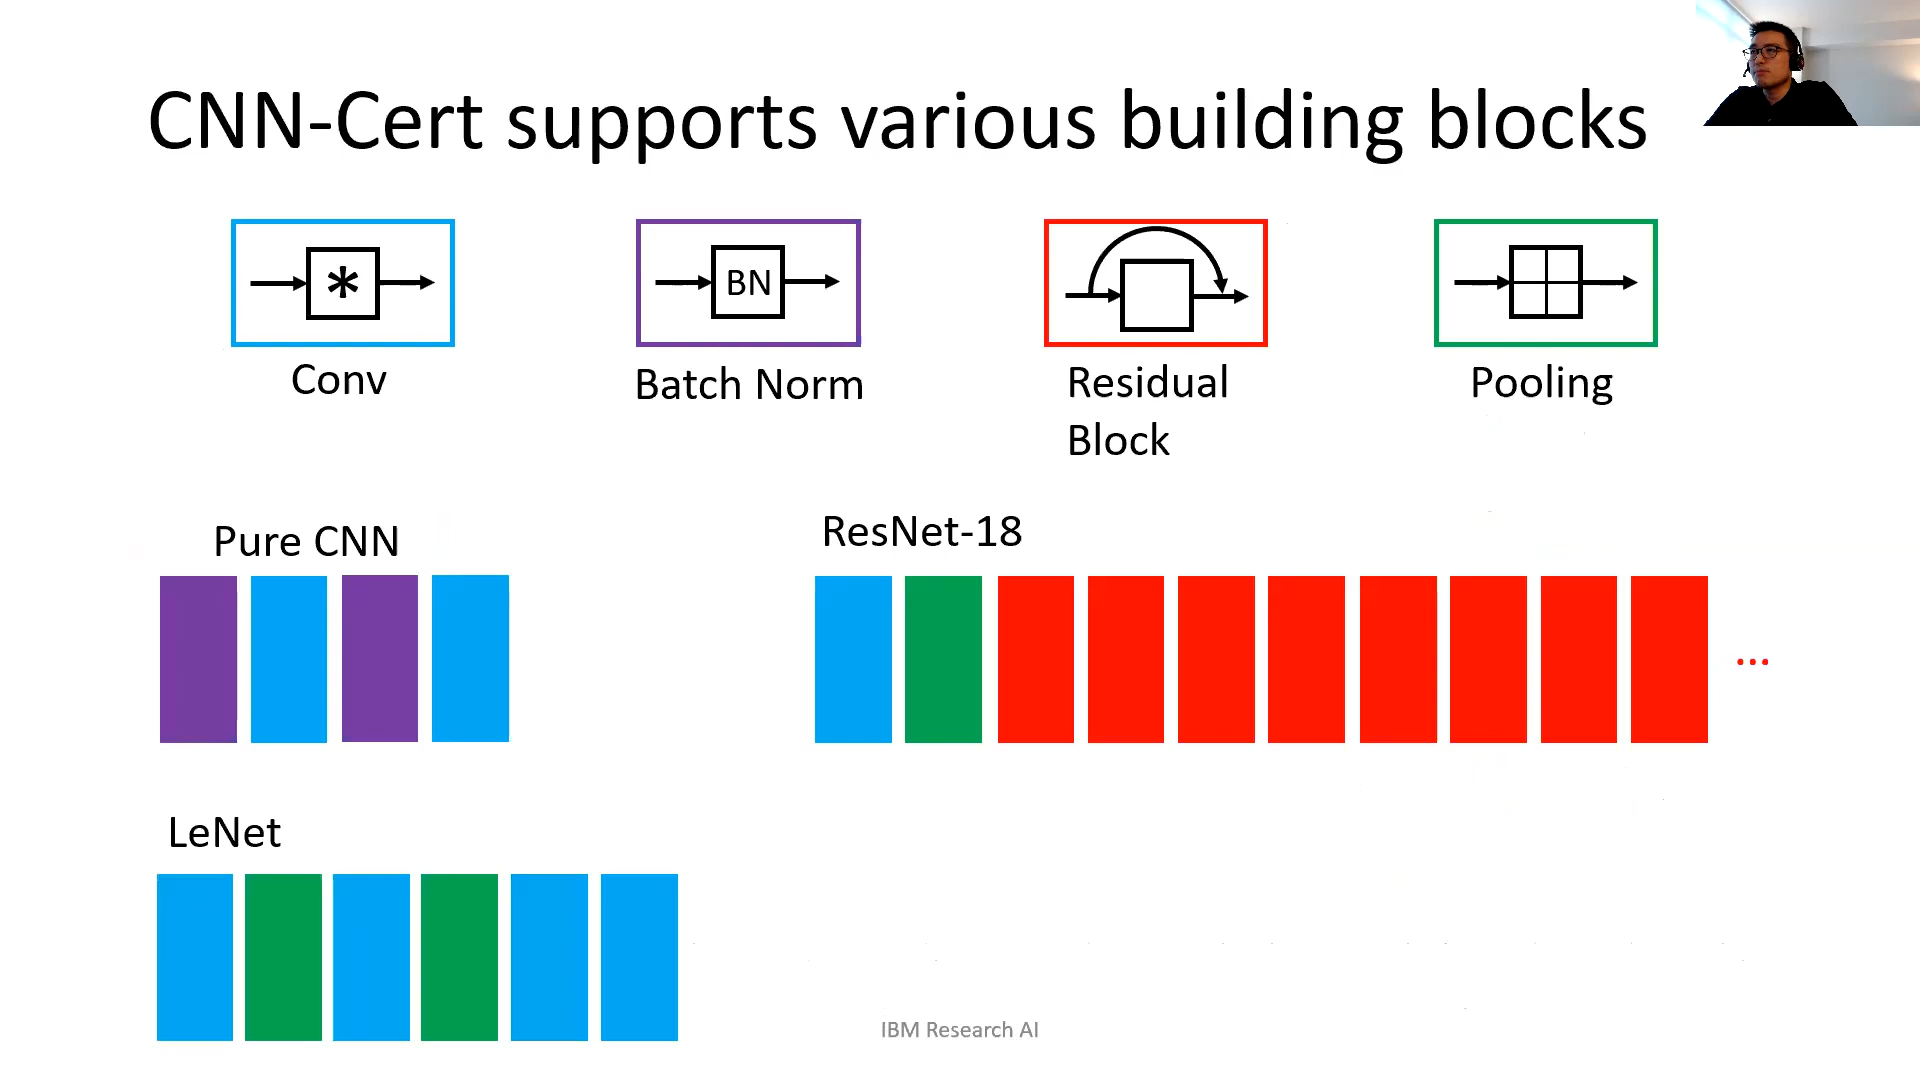 CNN-Cert supports various building blocks
*
BN
Conv
Batch Norm
Residual
Block
Pooling
Pure CNN
ResNet-18
...
LeNet
IBM Research AI